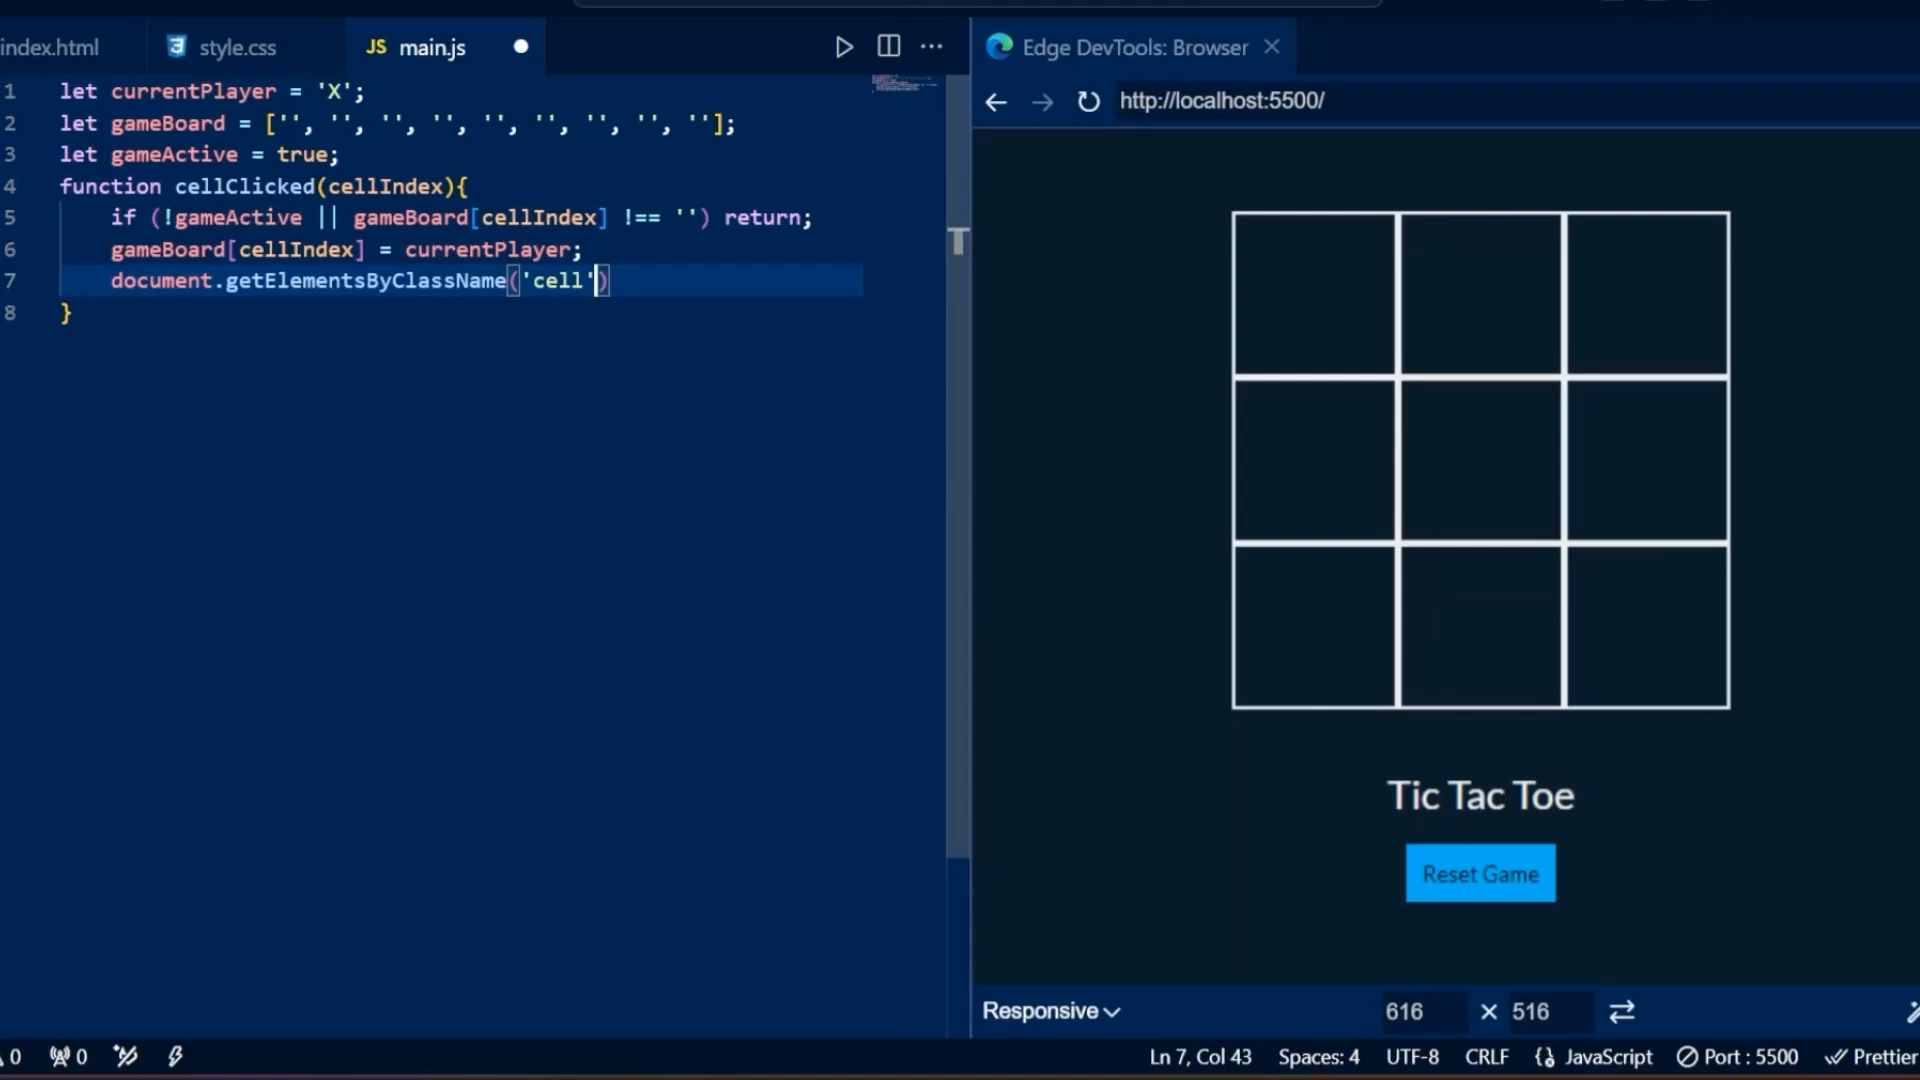 index.html style.css JS main.js
1 let currentPlayer = 'X';
2 let gameBoard = ['', '', '', '', '', '', '', '', ''];
3 let gameActive = true;
4 function cellClicked(cellIndex){
5 if (!gameActive || gameBoard[cellIndex] !== '') return;
6 gameBoard[cellIndex] = currentPlayer;
7 document.getElementsByClassName('cell')
8 }
Edge DevTools: Browser
http://localhost:5500/
Tic Tac Toe
Reset Game
Responsive 616 × 516
0 0 Ln 7, Col 43 Spaces: 4 UTF-8 CRLF JavaScript Port : 5500 Prettier